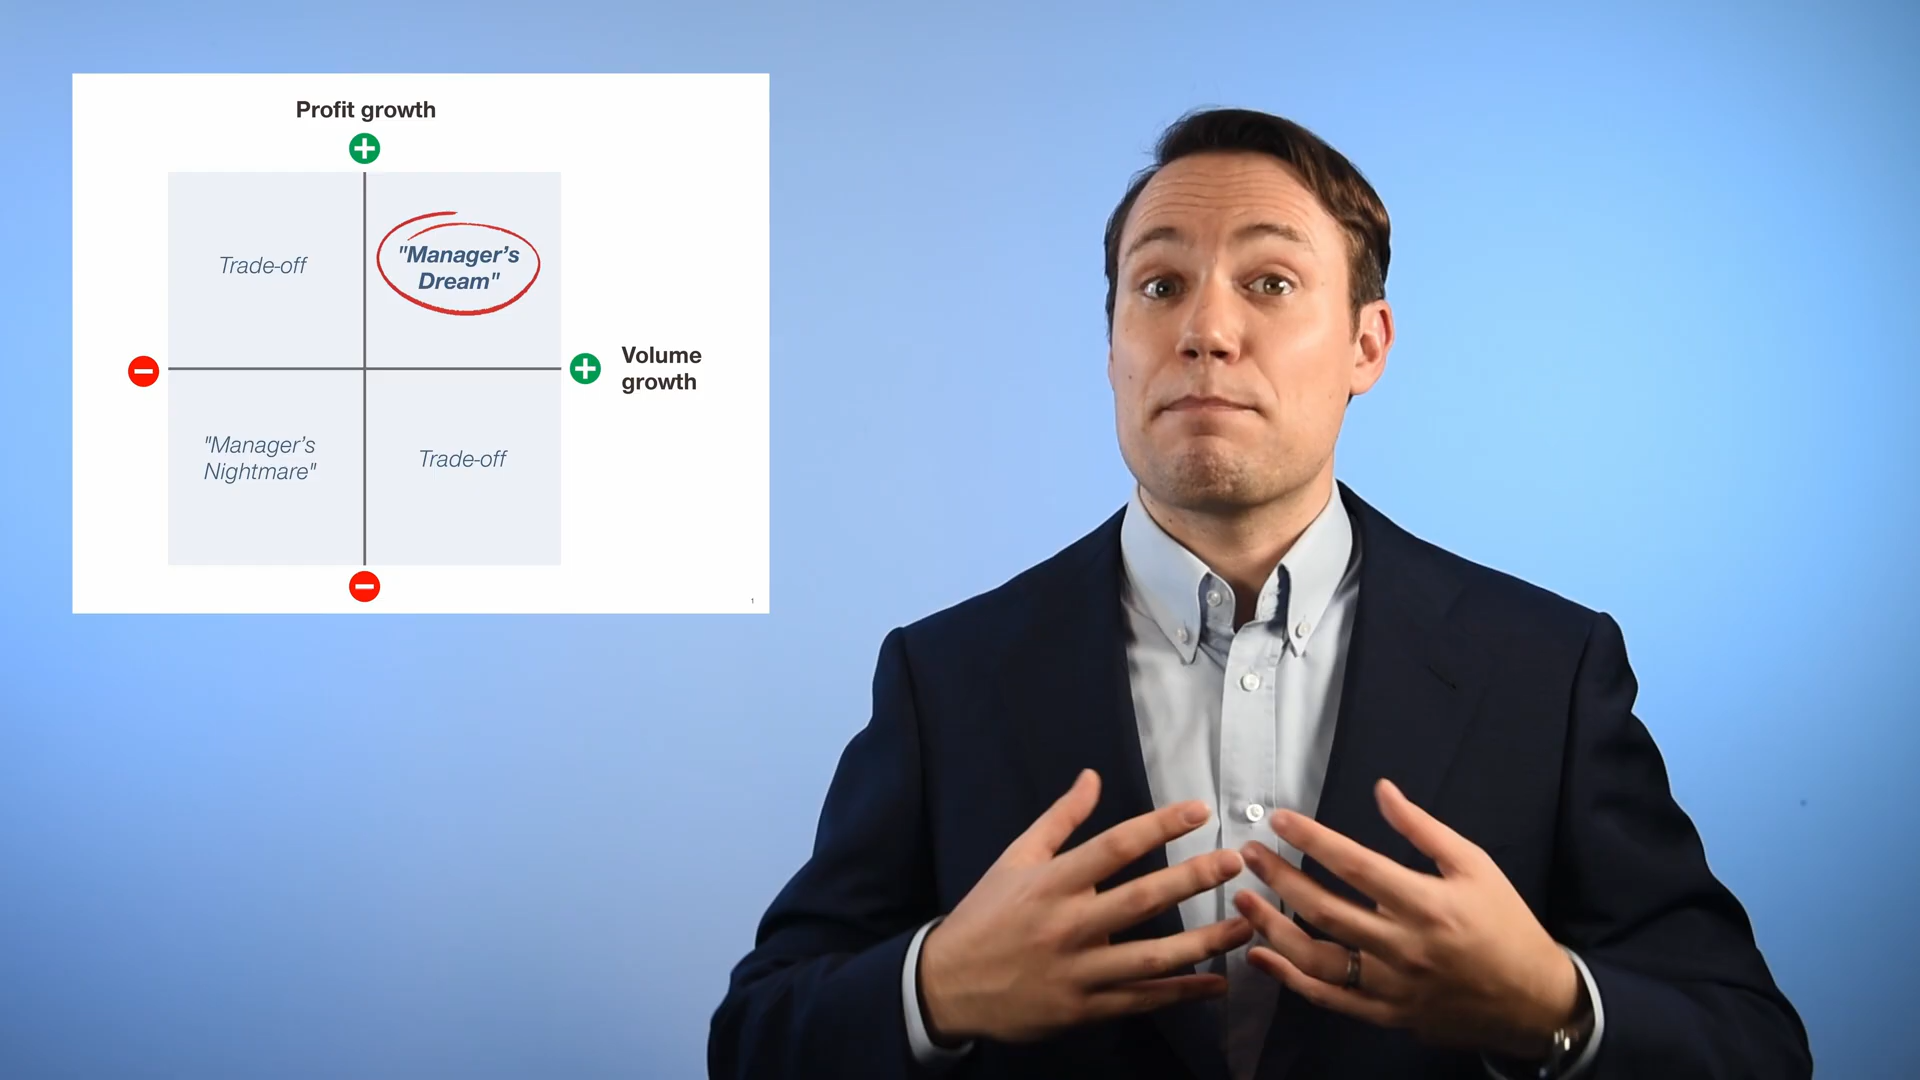 Profit growth
Trade-off
"Manager's
Dream"
Volume
growth
"Manager's
Nightmare"
Trade-off
1